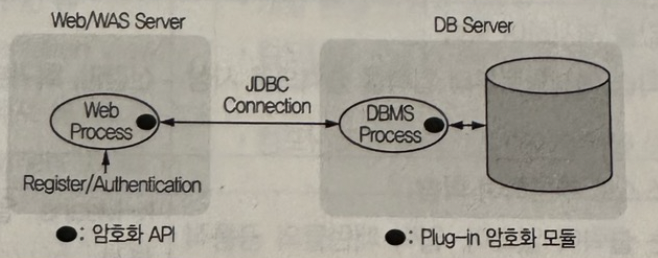 Web/WAS Server
DB Server
JDBC
Connection
Web
Process
DBMS
Process
Register/Authentication
●: 암호화 API
●: Plug-in 암호화 모듈